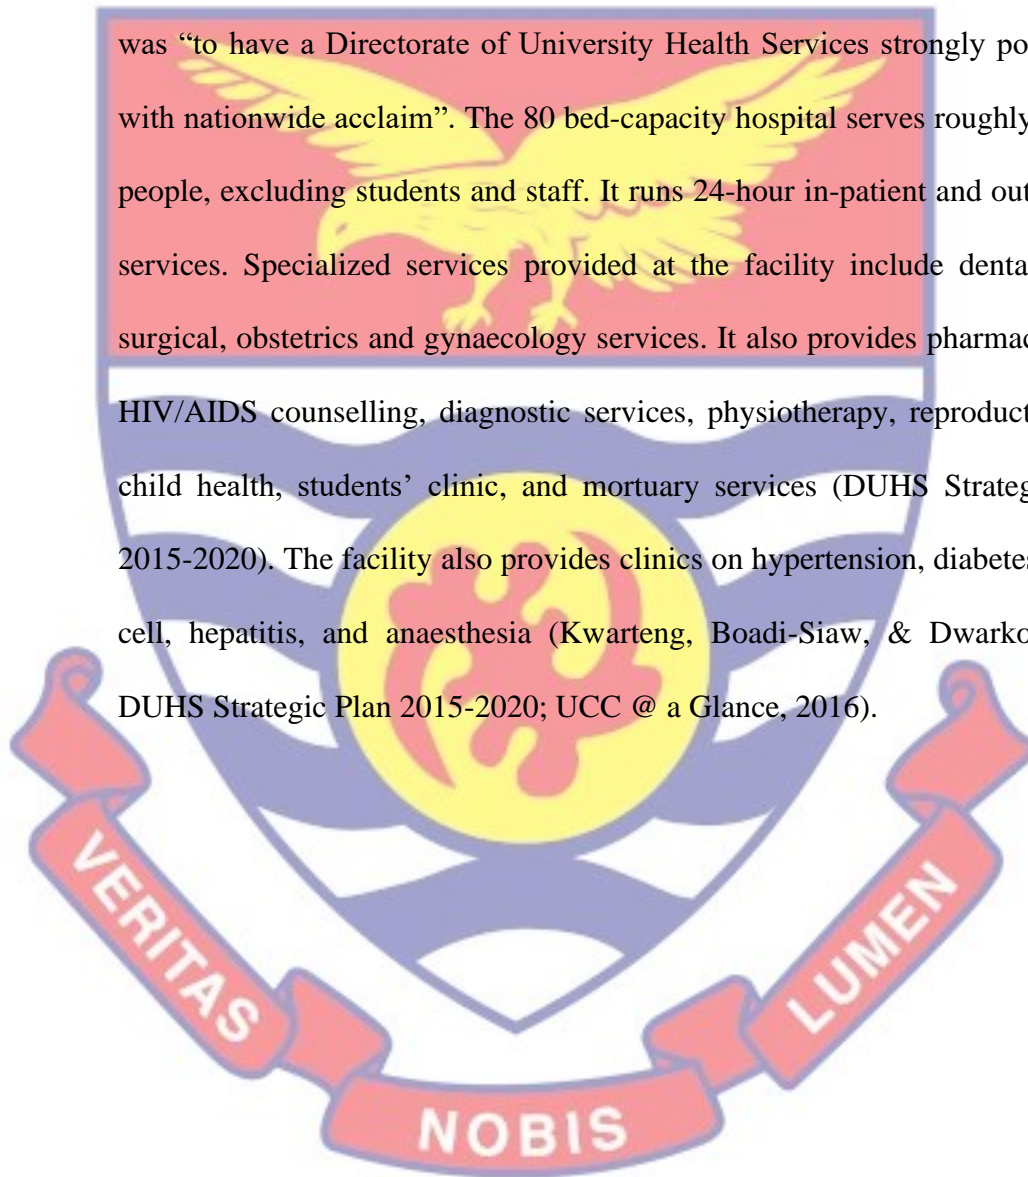 was “to have a Directorate of University Health Services strongly po
with nationwide acclaim”. The 80 bed-capacity hospital serves roughly
people, excluding students and staff. It runs 24-hour in-patient and out
services. Specialized services provided at the facility include denta
surgical, obstetrics and gynaecology services. It also provides pharmac
HIV/AIDS counselling, diagnostic services, physiotherapy, reproduct
child health, students’ clinic, and mortuary services (DUHS Strateg
2015-2020). The facility also provides clinics on hypertension, diabetes
cell, hepatitis, and anaesthesia (Kwarteng, Boadi-Siaw, & Dwarko
DUHS Strategic Plan 2015-2020; UCC @ a Glance, 2016).
VERITAS
NOBIS
LUMEN